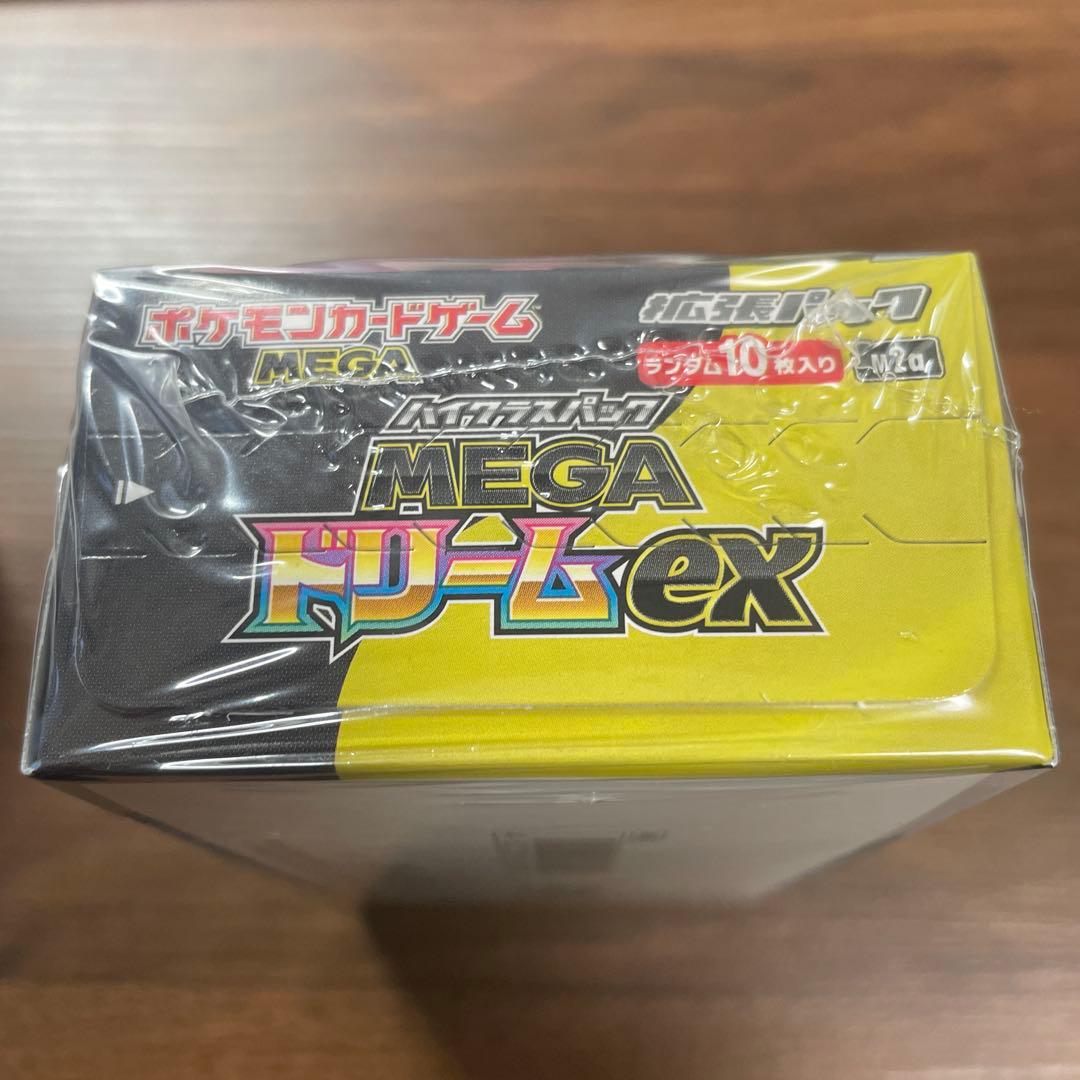 ポケモンカードゲーム
MEGA
拡張パック
ランダム10枚入り M2a
ハイクラスパック
MEGA
ドリームex